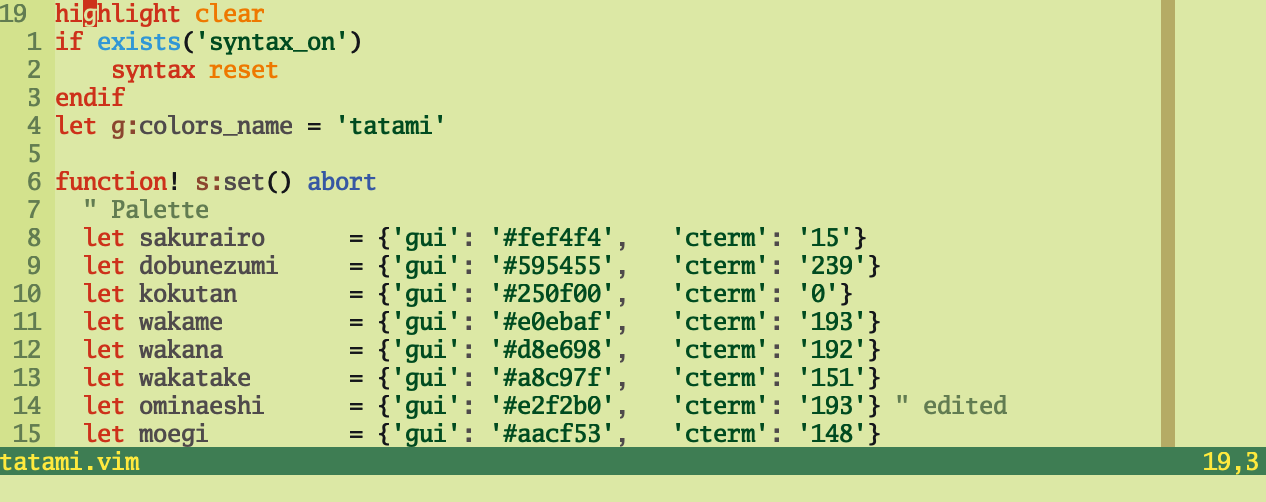 19  highlight clear
  1 if exists('syntax_on')
  2     syntax reset
  3 endif
  4 let g:colors_name = 'tatami'
  5
  6 function! s:set() abort
  7   " Palette
  8   let sakurairo      = {'gui': '#fef4f4',   'cterm': '15'}
  9   let dobunezumi     = {'gui': '#595455',   'cterm': '239'}
 10   let kokutan        = {'gui': '#250f00',   'cterm': '0'}
 11   let wakame         = {'gui': '#e0ebaf',   'cterm': '193'}
 12   let wakana         = {'gui': '#d8e698',   'cterm': '192'}
 13   let wakatake       = {'gui': '#a8c97f',   'cterm': '151'}
 14   let ominaeshi      = {'gui': '#e2f2b0',   'cterm': '193'} " edited
 15   let moegi          = {'gui': '#aacf53',   'cterm': '148'}
tatami.vim 19,3